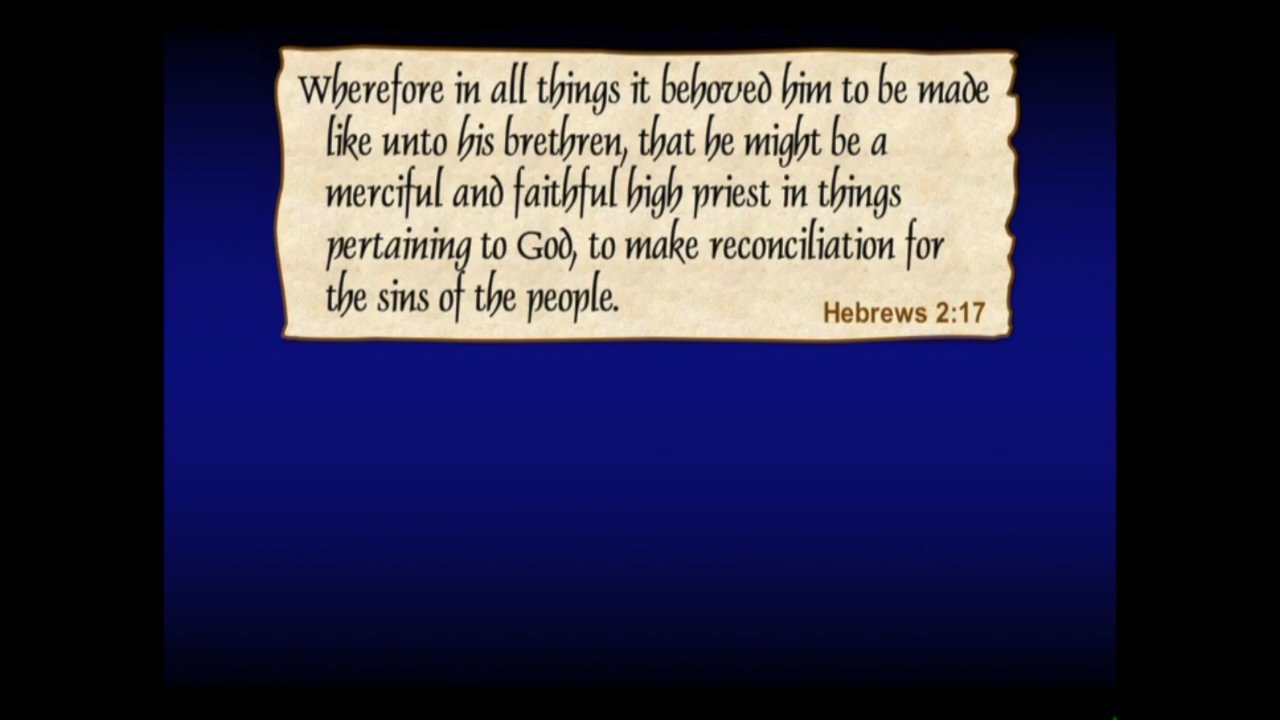 Wherefore in all things it behoved him to be made
like unto his brethren, that he might be a
merciful and faithful high priest in things
pertaining to God, to make reconciliation for
the sins of the people.
Hebrews 2:17